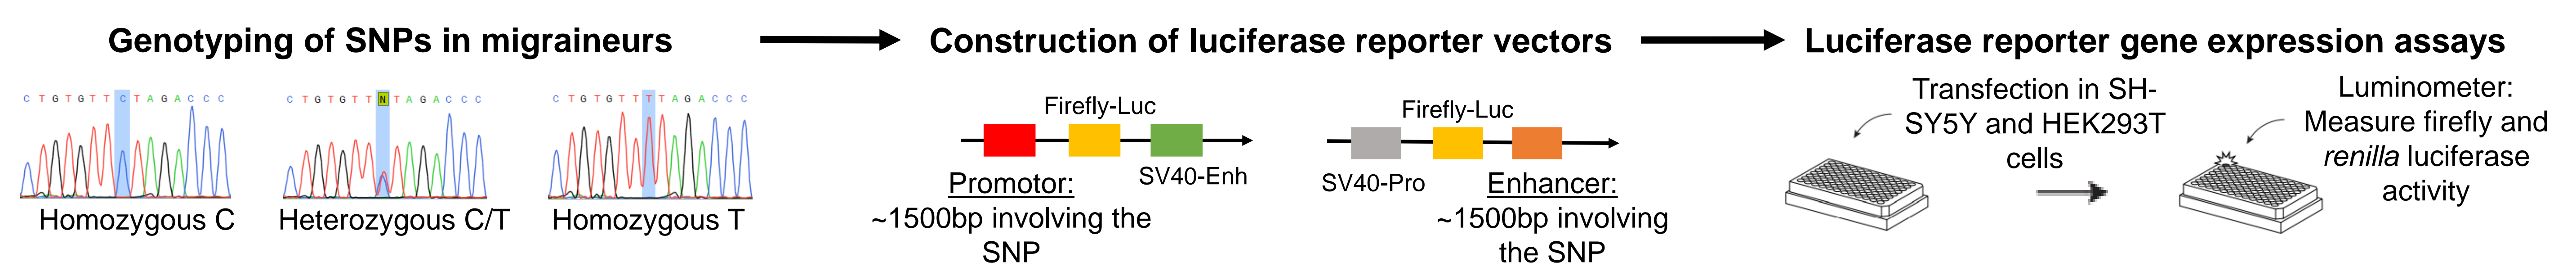 Genotyping of SNPs in migraineurs
Construction of luciferase reporter vectors
Luciferase reporter gene expression assays
C T G T G T T C T A G A C C C
C T G T G T T N T A G A C C C
C T G T G T T T T A G A C C C
Homozygous C
Heterozygous C/T
Homozygous T
Firefly-Luc
SV40-Enh
Promotor:
~1500bp involving the
SNP
Firefly-Luc
SV40-Pro
Enhancer:
~1500bp involving
the SNP
Transfection in SH-
SY5Y and HEK293T
cells
Luminometer:
Measure firefly and
renilla luciferase
activity